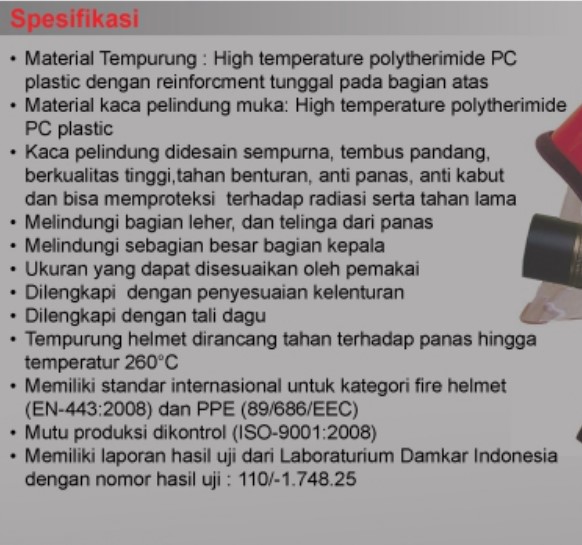 Spesifikasi
• Material Tempurung : High temperature polytherimide PC
plastic dengan reinforcment tunggal pada bagian atas
• Material kaca pelindung muka: High temperature polytherimide
PC plastic
• Kaca pelindung didesain sempurna, tembus pandang,
berkualitas tinggi,tahan benturan, anti panas, anti kabut
dan bisa memproteksi  terhadap radiasi serta tahan lama
• Melindungi bagian leher, dan telinga dari panas
• Melindungi sebagian besar bagian kepala
• Ukuran yang dapat disesuaikan oleh pemakai
• Dilengkapi  dengan penyesuaian kelenturan
• Dilengkapi dengan tali dagu
• Tempurung helmet dirancang tahan terhadap panas hingga
temperatur 260°C
• Memiliki standar internasional untuk kategori fire helmet
(EN-443:2008) dan PPE (89/686/EEC)
• Mutu produksi dikontrol (ISO-9001:2008)
• Memiliki laporan hasil uji dari Laboraturium Damkar Indonesia
dengan nomor hasil uji : 110/-1.748.25